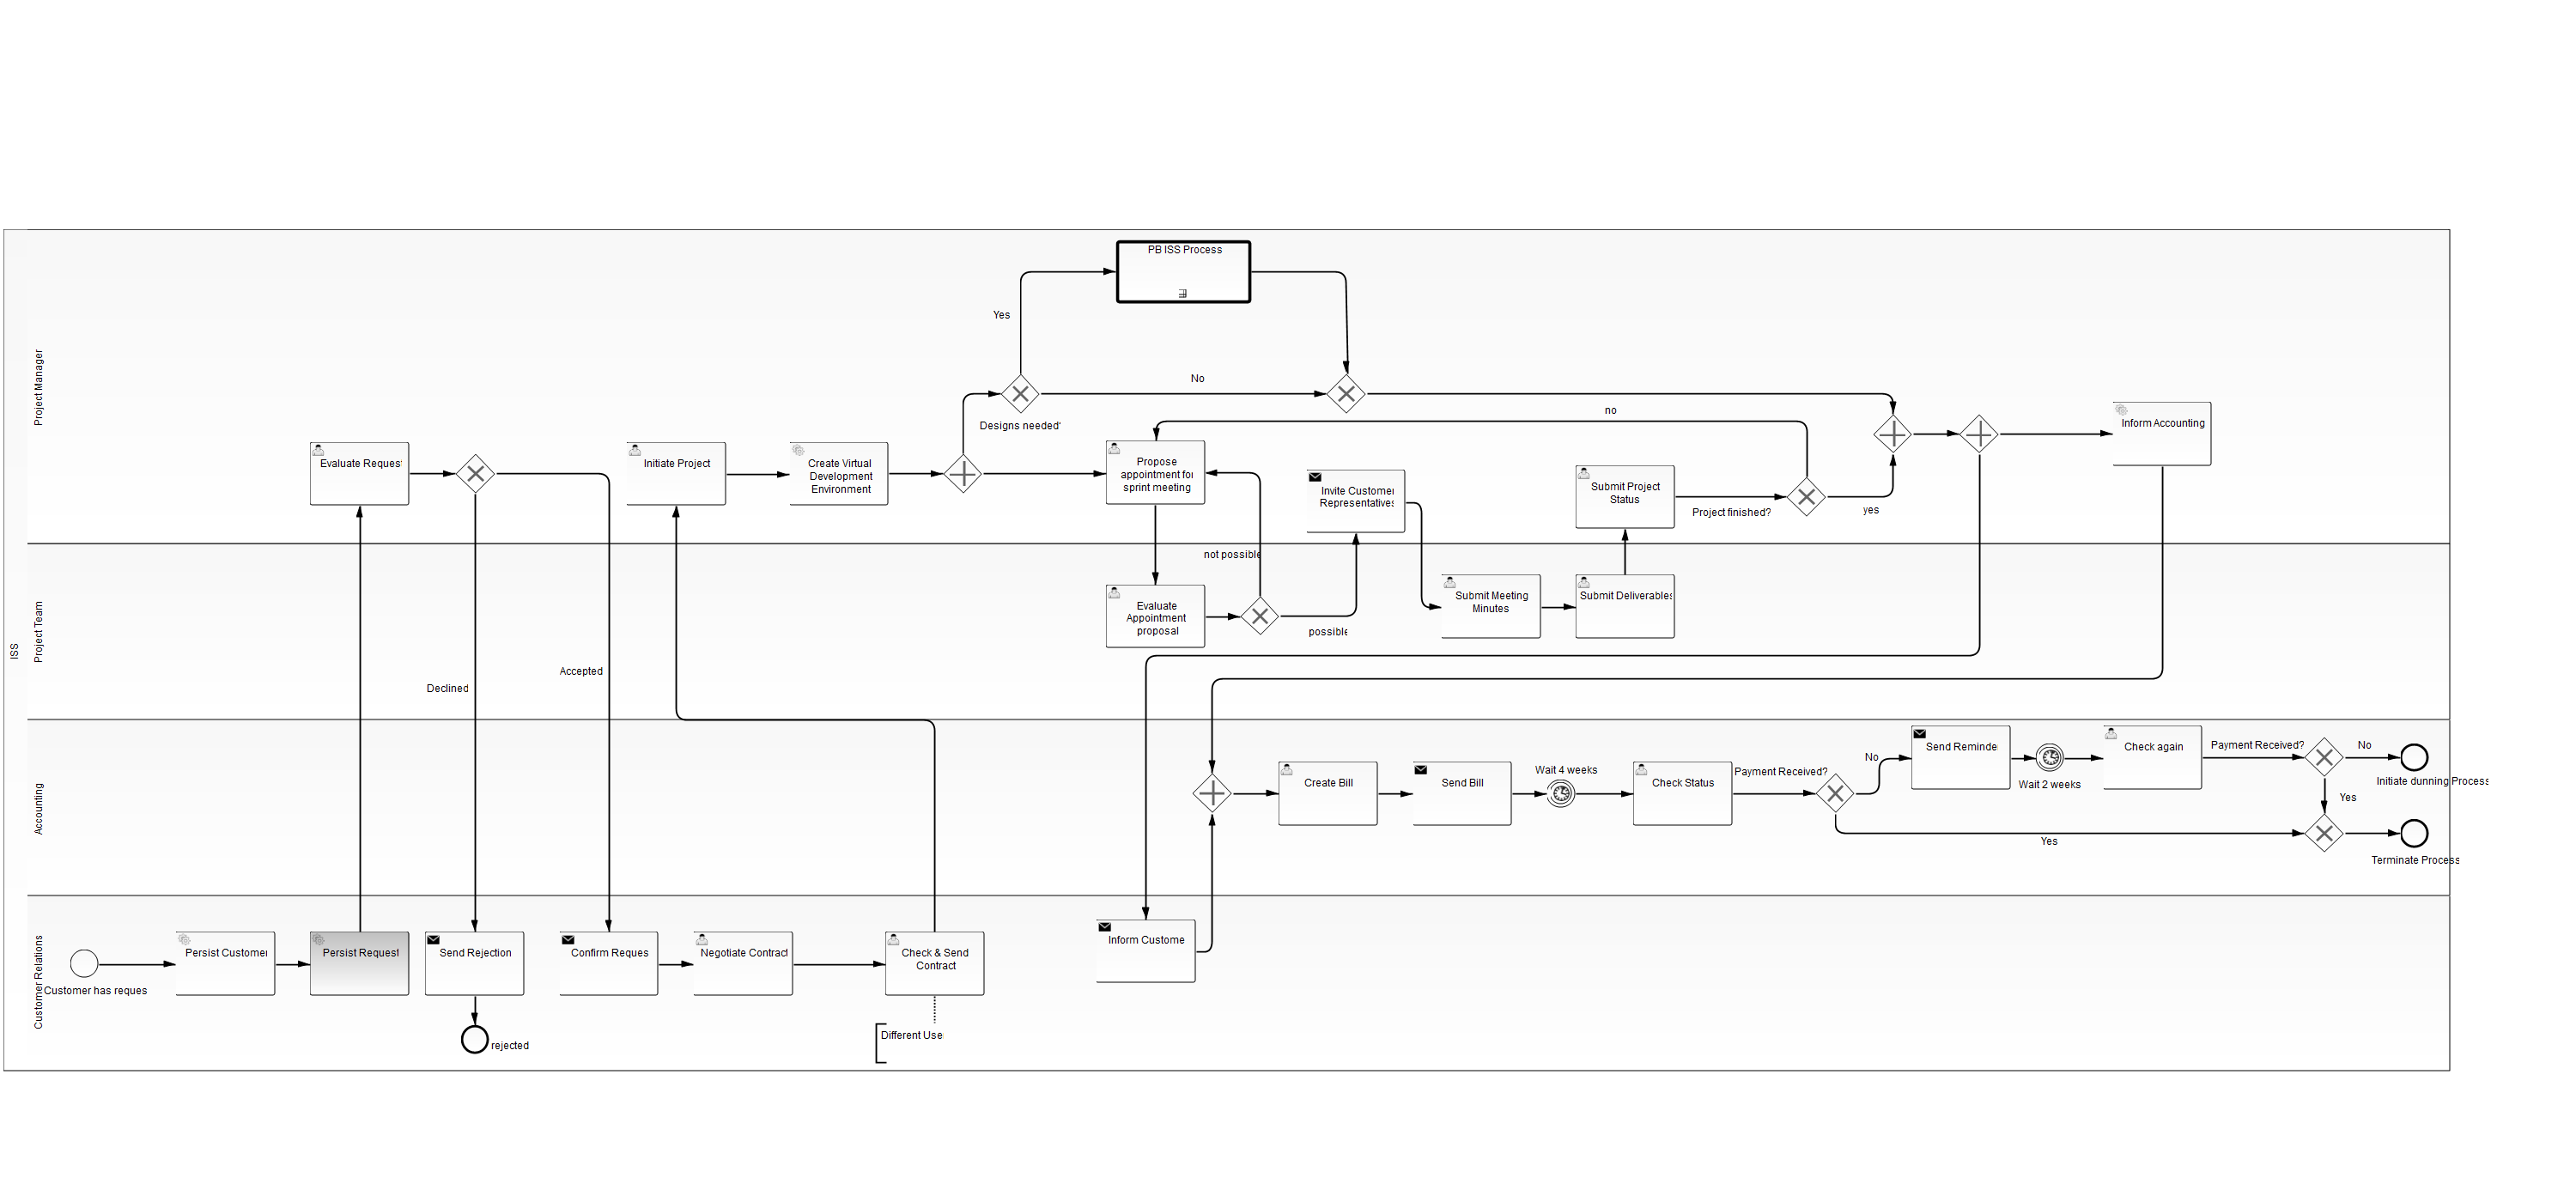 PB ISS Process
Yes
No
Designs needed'
no
Project Manager
Evaluate Reques
Initiate Project
Create Virtual
Development
Environment
Propose
appointment for
sprint meeting
Invite Customer
Representatives
Submit Project
Status
Project finished?
yes
Inform Accounting
ISS
Project Team
not possible
Evaluate
Appointment
proposal
possible
Submit Meeting
Minutes
Submit Deliverables
Declined
Accepted
Accounting
Create Bill
Send Bill
Wait 4 weeks
Check Status
Payment Received?
No
Send Reminde
Wait 2 weeks
Check again
Payment Received?
No
Initiate dunning Process
Yes
Yes
Terminate Process
Customer Relations
Customer has reques
Persist Customer
Persist Request
Send Rejection
rejected
Confirm Reques
Negotiate Contract
Check & Send
Contract
Different Use
Inform Custome